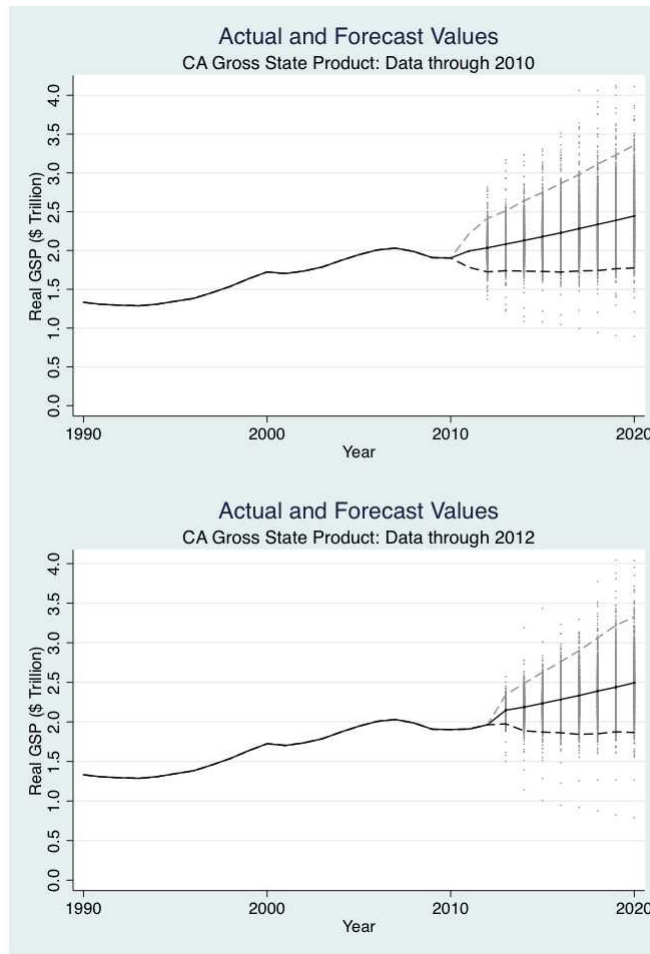 Actual and Forecast Values
CA Gross State Product: Data through 2010
Real GSP ($ Trillion)
4.0
3.5
3.0
2.5
2.0
1.5
1.0
0.5
0.0
1990 2000 2010 2020
Year
Actual and Forecast Values
CA Gross State Product: Data through 2012
Real GSP ($ Trillion)
4.0
3.5
3.0
2.5
2.0
1.5
1.0
0.5
0.0
1990 2000 2010 2020
Year